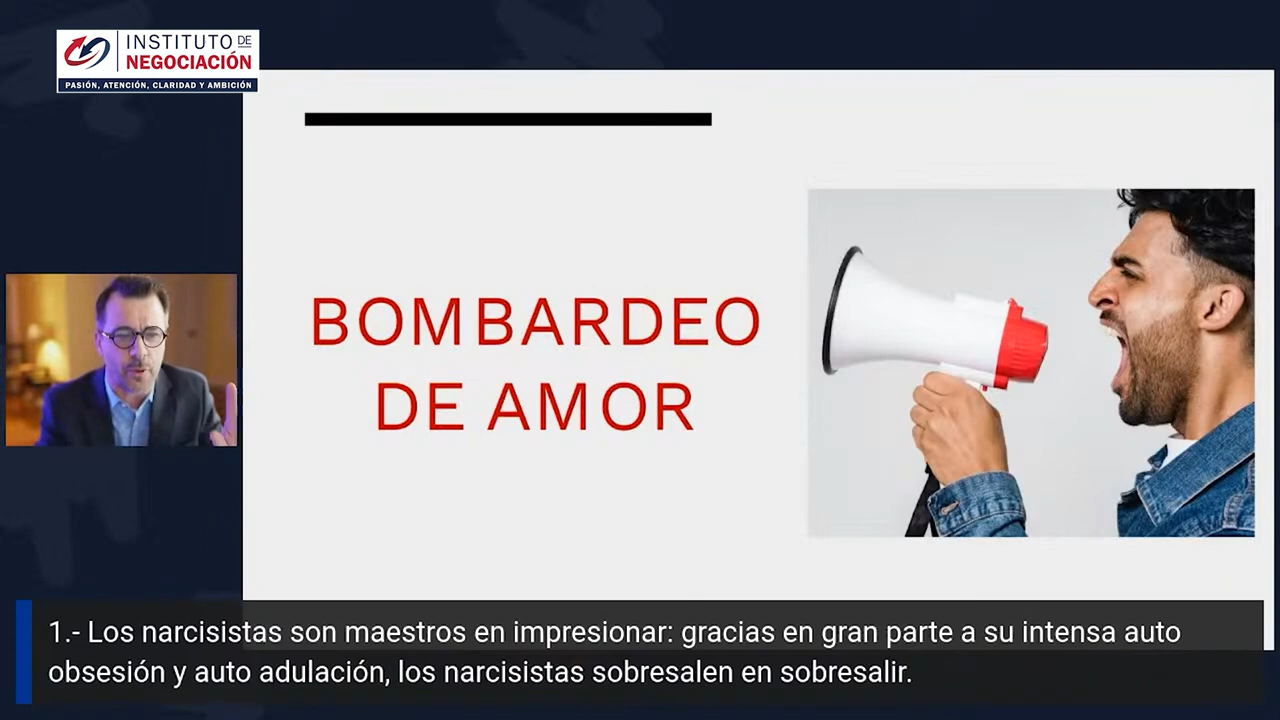 INSTITUTO DE
NEGOCIACIÓN
PASIÓN, ATENCIÓN, CLARIDAD Y AMBICIÓN
BOMBARDEO
DE AMOR
1.- Los narcisistas son maestros en impresionar: gracias en gran parte a su intensa auto
obsesión y auto adulación, los narcisistas sobresalen en sobresalir.